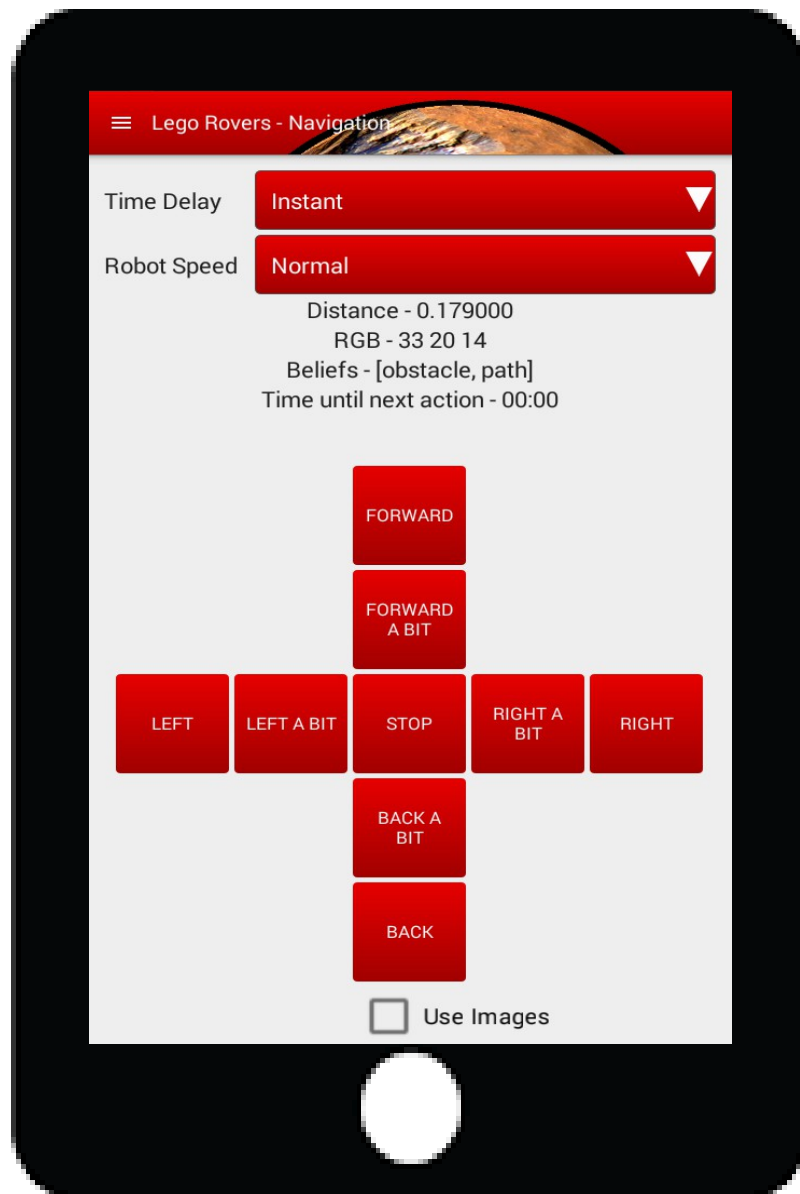 Lego Rovers - Navigation
Time Delay Instant
Robot Speed Normal
Distance - 0.179000
RGB - 33 20 14
Beliefs - [obstacle, path]
Time until next action - 00:00
FORWARD
FORWARD
A BIT
LEFT
LEFT A BIT
STOP
RIGHT A
BIT
RIGHT
BACK A
BIT
BACK
Use Images